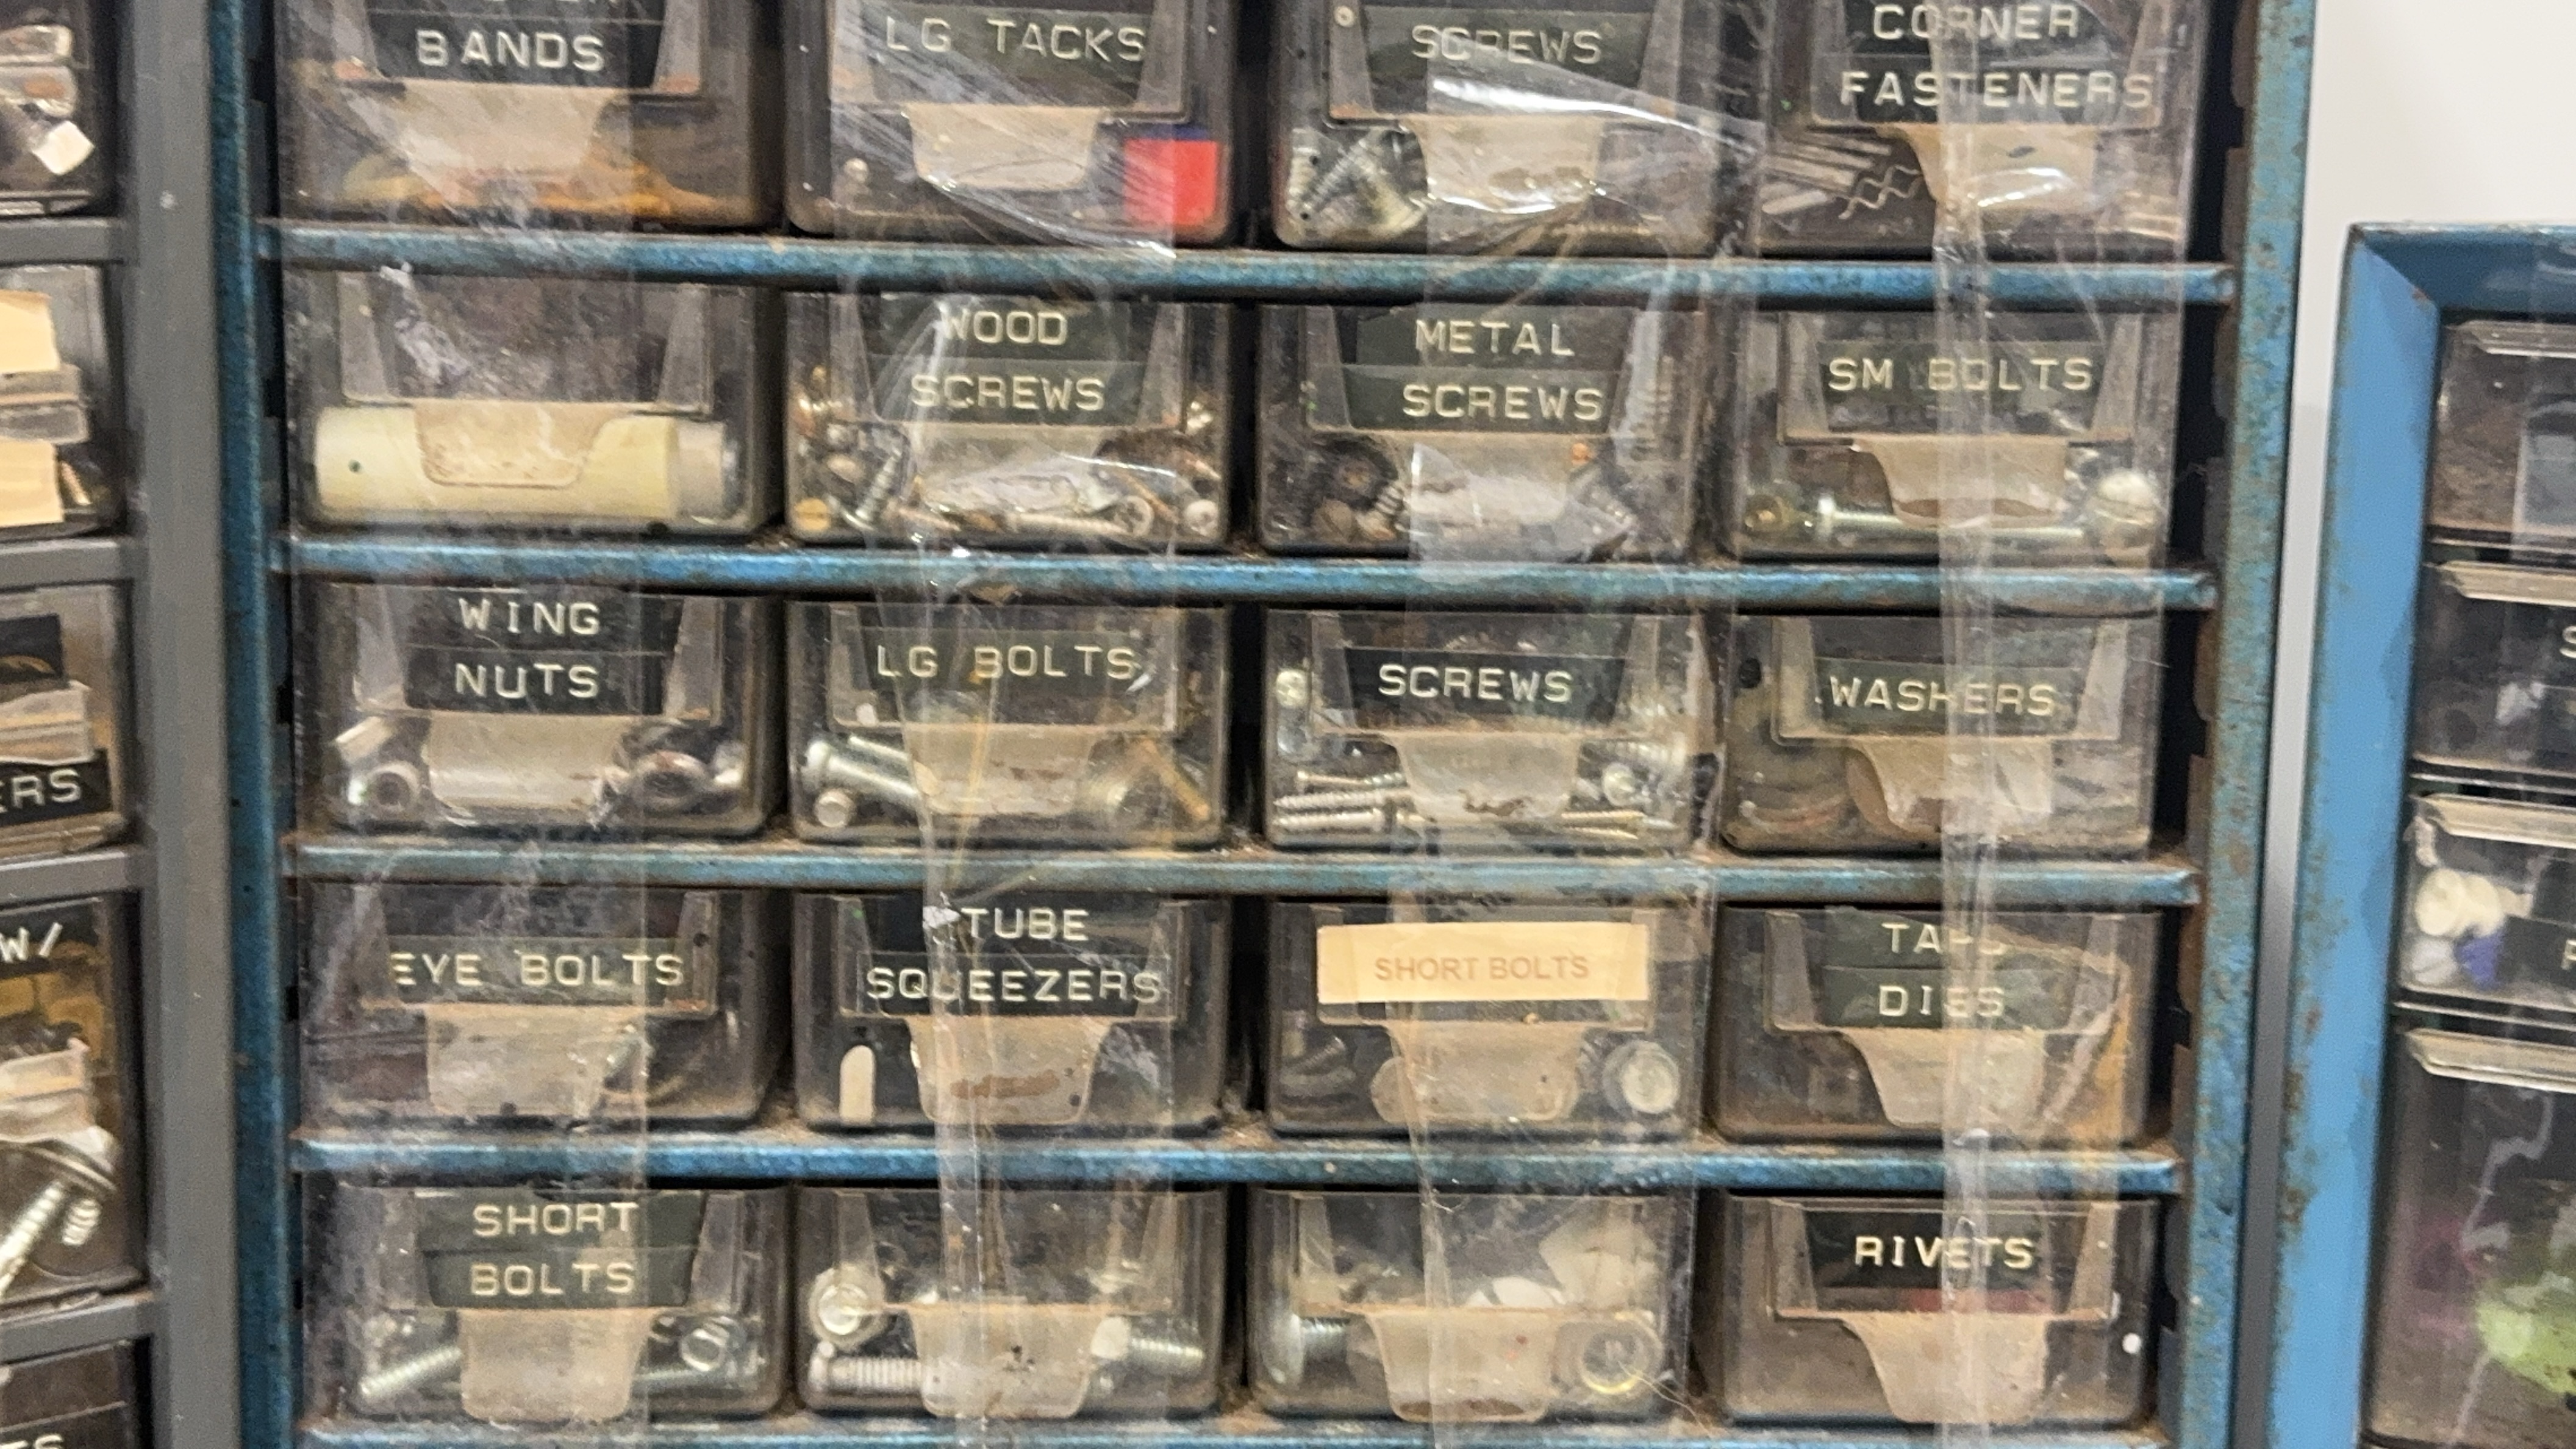 BANDS
LG TACKS
SCREWS
CORNER
FASTENERS
WOOD
SCREWS
METAL
SCREWS
SM BOLTS
WING
NUTS
LG BOLTS
SCREWS
WASHERS
EYE BOLTS
TUBE
SQUEEZERS
SHORT BOLTS
TAPS
DIES
SHORT
BOLTS
RIVETS
W/